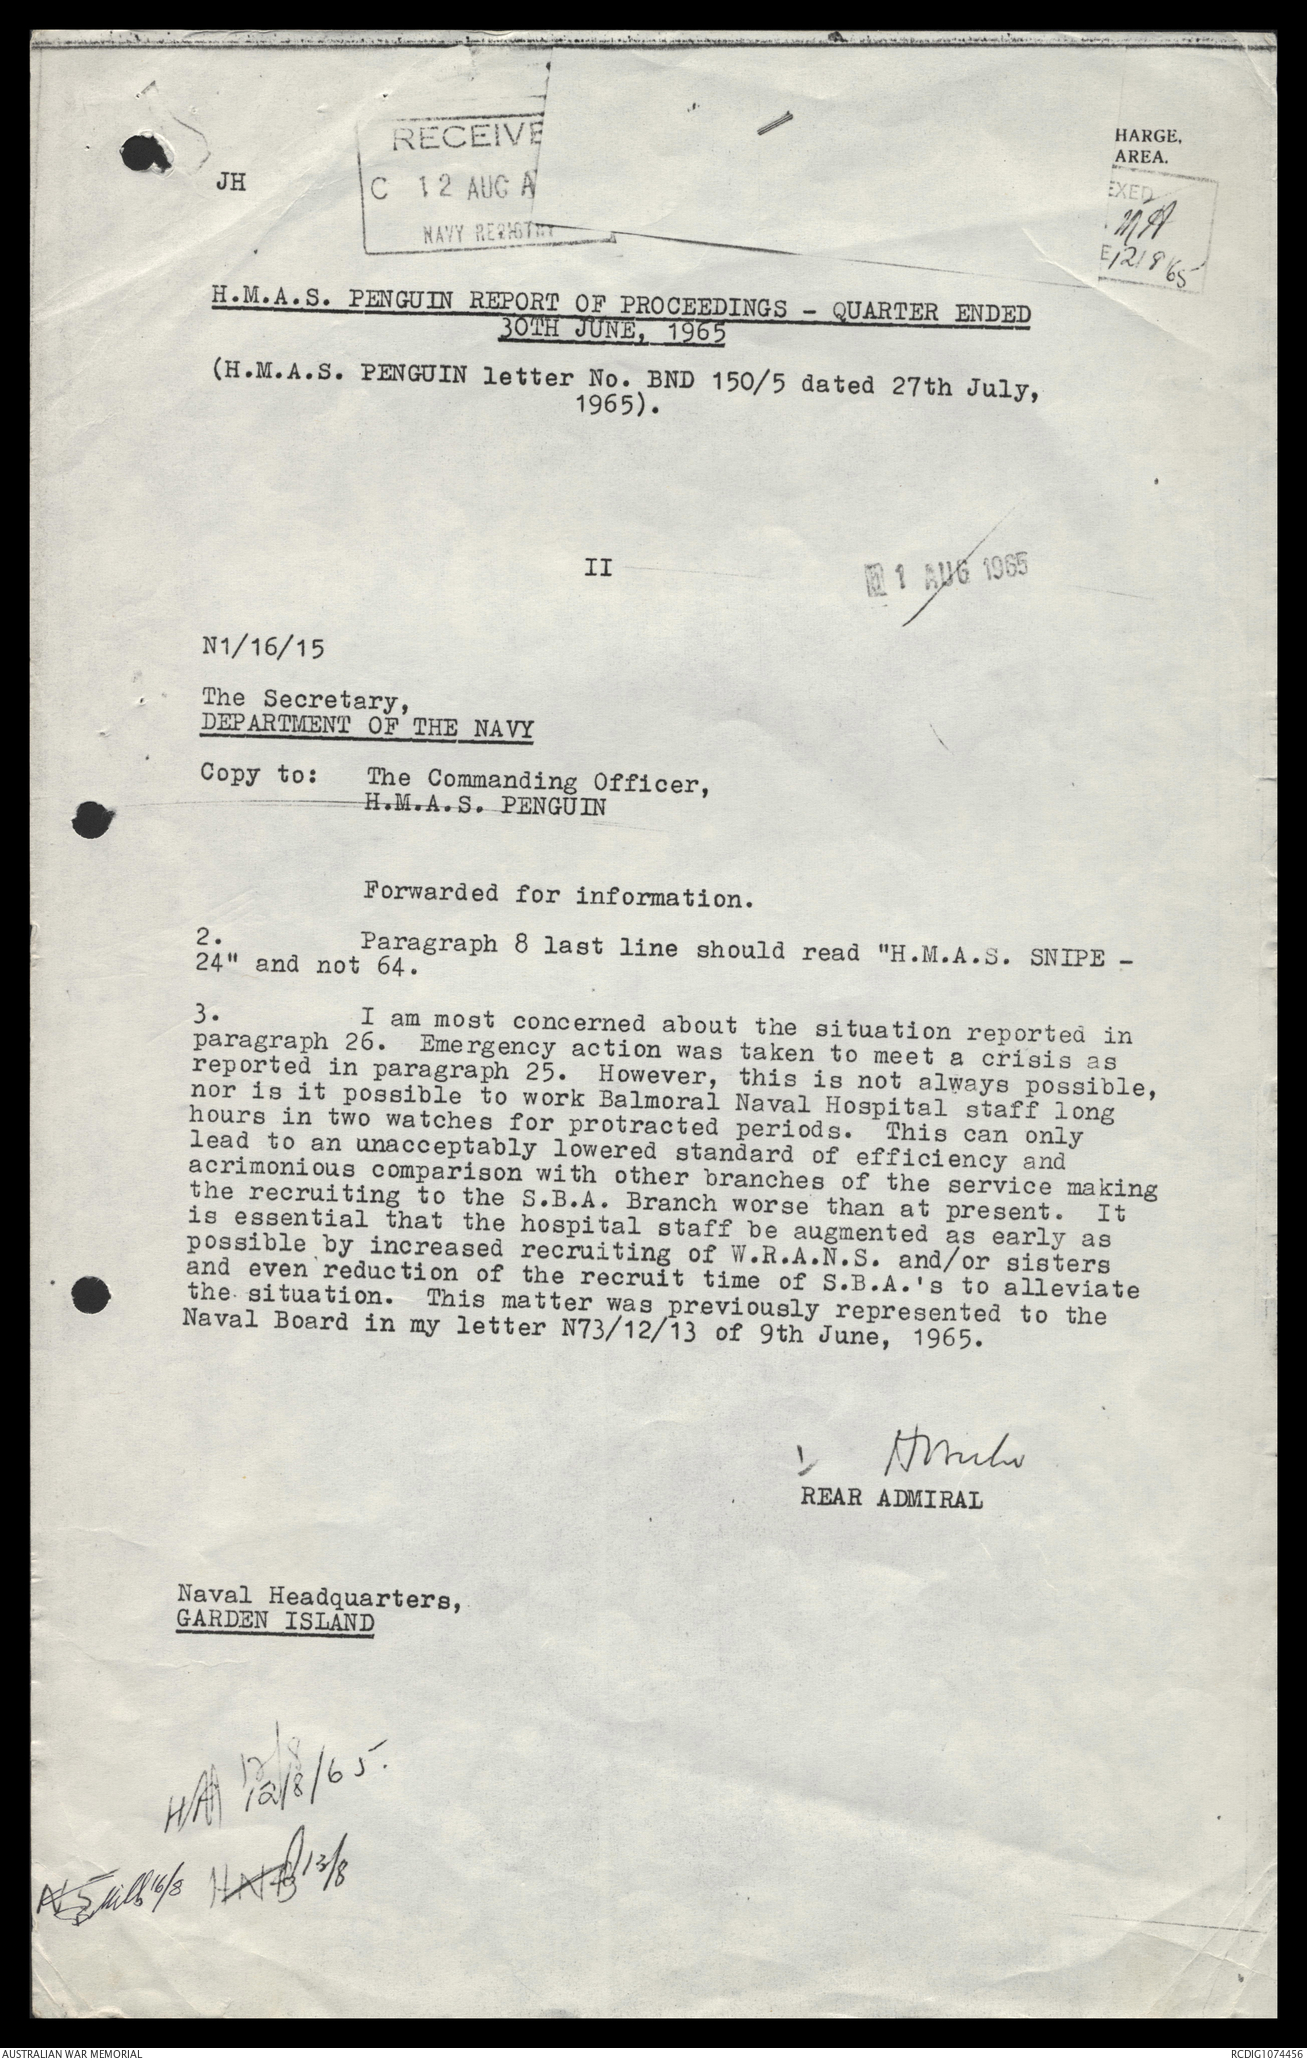 RECEIVE
C 12 AUG A
NAVY REGISTRY
HARGE,
AREA.
JH
EXED
E 12/8/65
H.M.A.S. PENGUIN REPORT OF PROCEEDINGS - QUARTER ENDED
30TH JUNE, 1965
(H.M.A.S. PENGUIN letter No. BND 150/5 dated 27th July,
1965).
II
1 AUG 1965
N1/16/15
The Secretary,
DEPARTMENT OF THE NAVY
Copy to: The Commanding Officer,
H.M.A.S. PENGUIN
Forwarded for information.
2. Paragraph 8 last line should read "H.M.A.S. SNIPE -
24" and not 64.
3. I am most concerned about the situation reported in
paragraph 26. Emergency action was taken to meet a crisis as
reported in paragraph 25. However, this is not always possible,
nor is it possible to work Balmoral Naval Hospital staff long
hours in two watches for protracted periods. This can only
lead to an unacceptably lowered standard of efficiency and
acrimonious comparison with other branches of the service making
the recruiting to the S.B.A. Branch worse than at present. It
is essential that the hospital staff be augmented as early as
possible by increased recruiting of W.R.A.N.S. and/or sisters
and even reduction of the recruit time of S.B.A.'s to alleviate
the situation. This matter was previously represented to the
Naval Board in my letter N73/12/13 of 9th June, 1965.
REAR ADMIRAL
Naval Headquarters,
GARDEN ISLAND
12/8/65.
13/8
16/8
AUSTRALIAN WAR MEMORIAL
RCDIG1074456